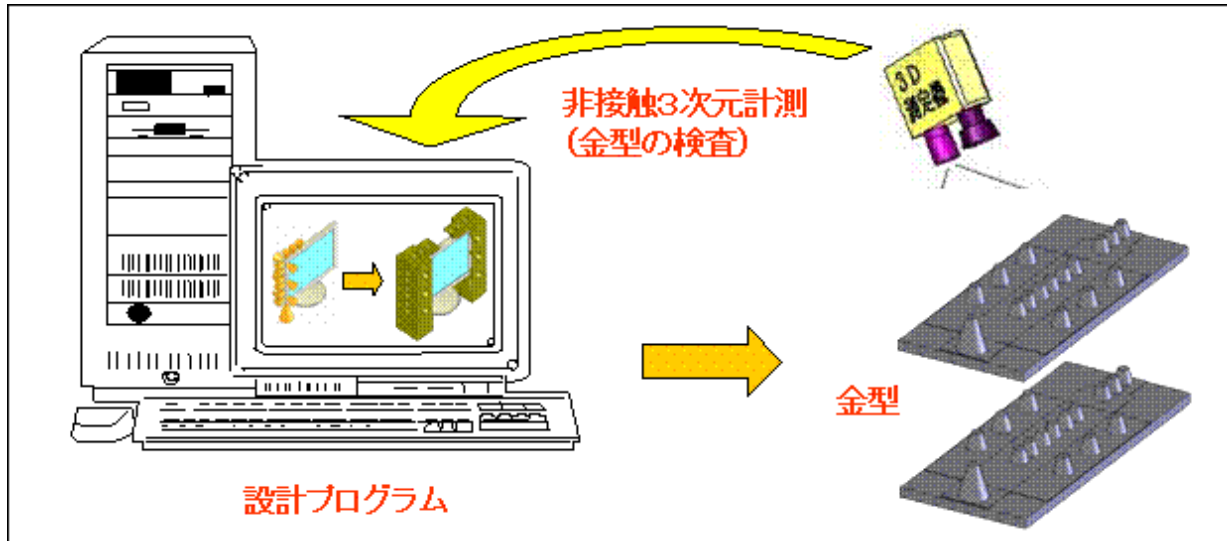 非接触3次元計測
(金型の検査)
3D
測定器
金型
設計プログラム